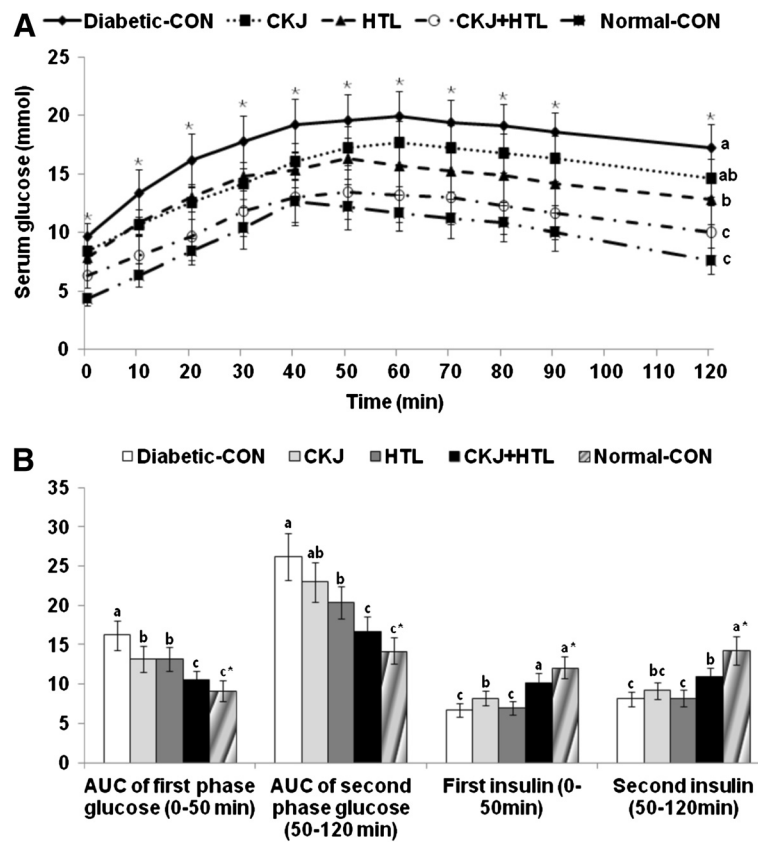 A
Diabetic-CON CKJ HTL CKJ+HTL Normal-CON
25
20
15
10
5
0
Serum glucose (mmol)
* * * * * * * * * * *
a
ab
b
c
c
0 10 20 30 40 50 60 70 80 90 100 110 120
Time (min)
B
Diabetic-CON CKJ HTL CKJ+HTL Normal-CON
35
30
25
20
15
10
5
0
a b b c c*
a ab b c c*
c b c a a*
c bc c b a*
AUC of first phase
glucose (0-50 min)
AUC of second
phase glucose
(50-120 min)
First insulin (0-
50min)
Second insulin
(50-120min)